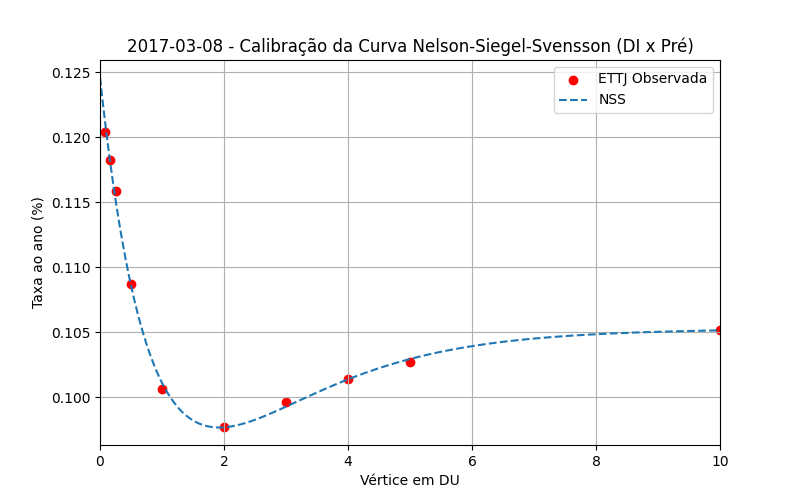 2017-03-08 - Calibração da Curva Nelson-Siegel-Svensson (DI x Pré)
ETTJ Observada
NSS
Taxa ao ano (%)
0.125
0.120
0.115
0.110
0.105
0.100
0 2 4 6 8 10
Vértice em DU